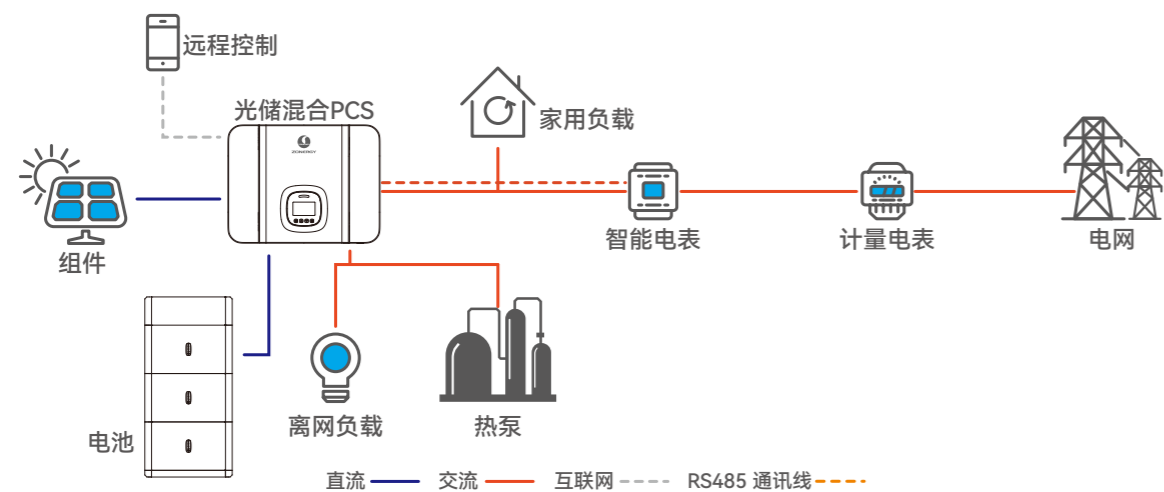 远程控制
光储混合PCS
ZONERGY
家用负载
智能电表
计量电表
电网
组件
离网负载
热泵
电池
直流
交流
互联网
RS485 通讯线